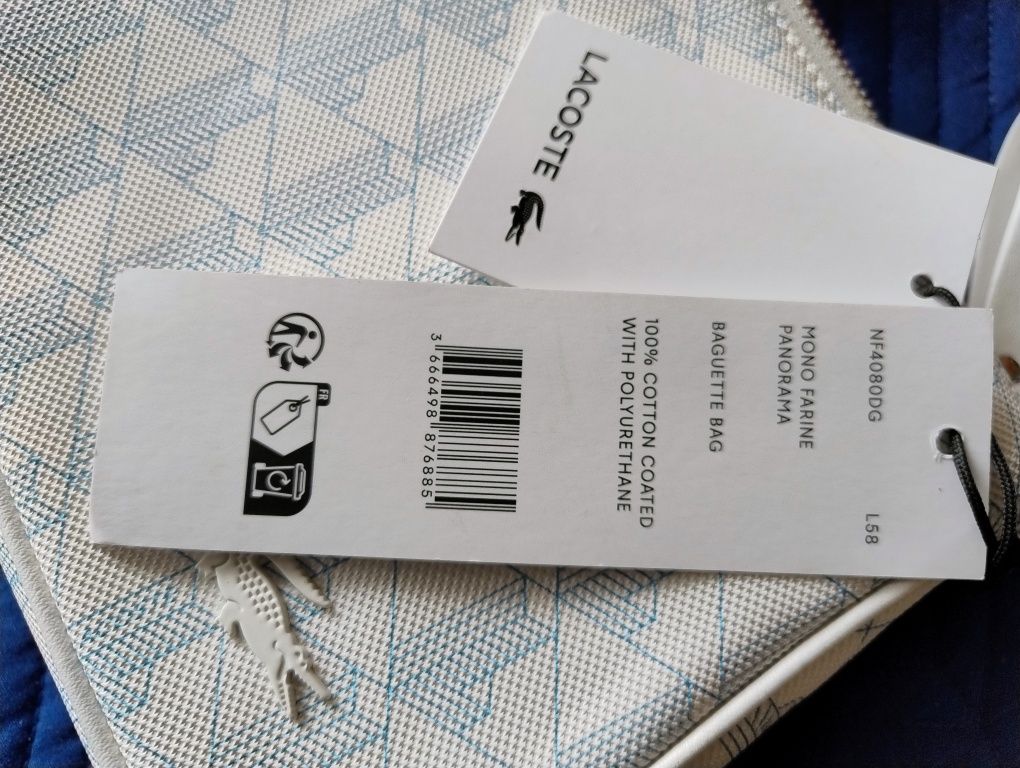 LACOSTE
NF4080DG L58
MONO FARINE
PANORAMA
BAGUETTE BAG
100% COTTON COATED
WITH POLYURETHANE
3 666498 876885
FR